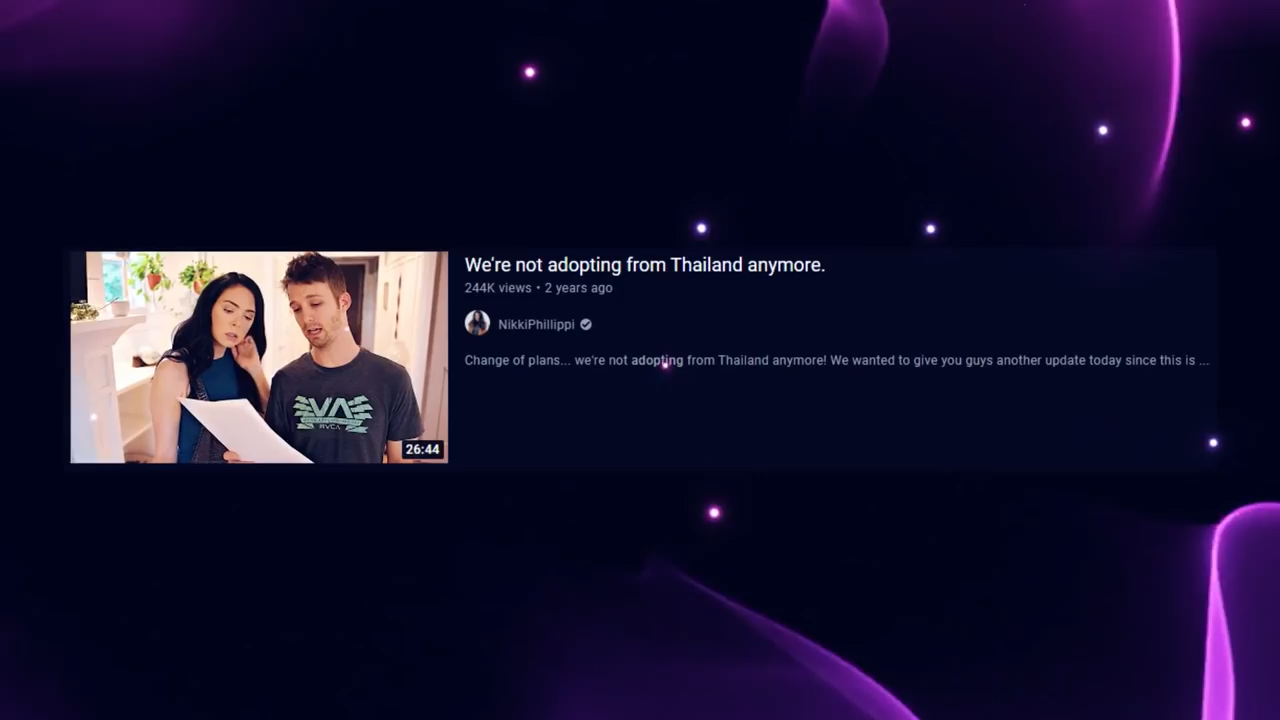 We're not adopting from Thailand anymore.
244K views • 2 years ago
NikkiPhillippi
Change of plans... we're not adopting from Thailand anymore! We wanted to give you guys another update today since this is ...
VA
RVCA
26:44